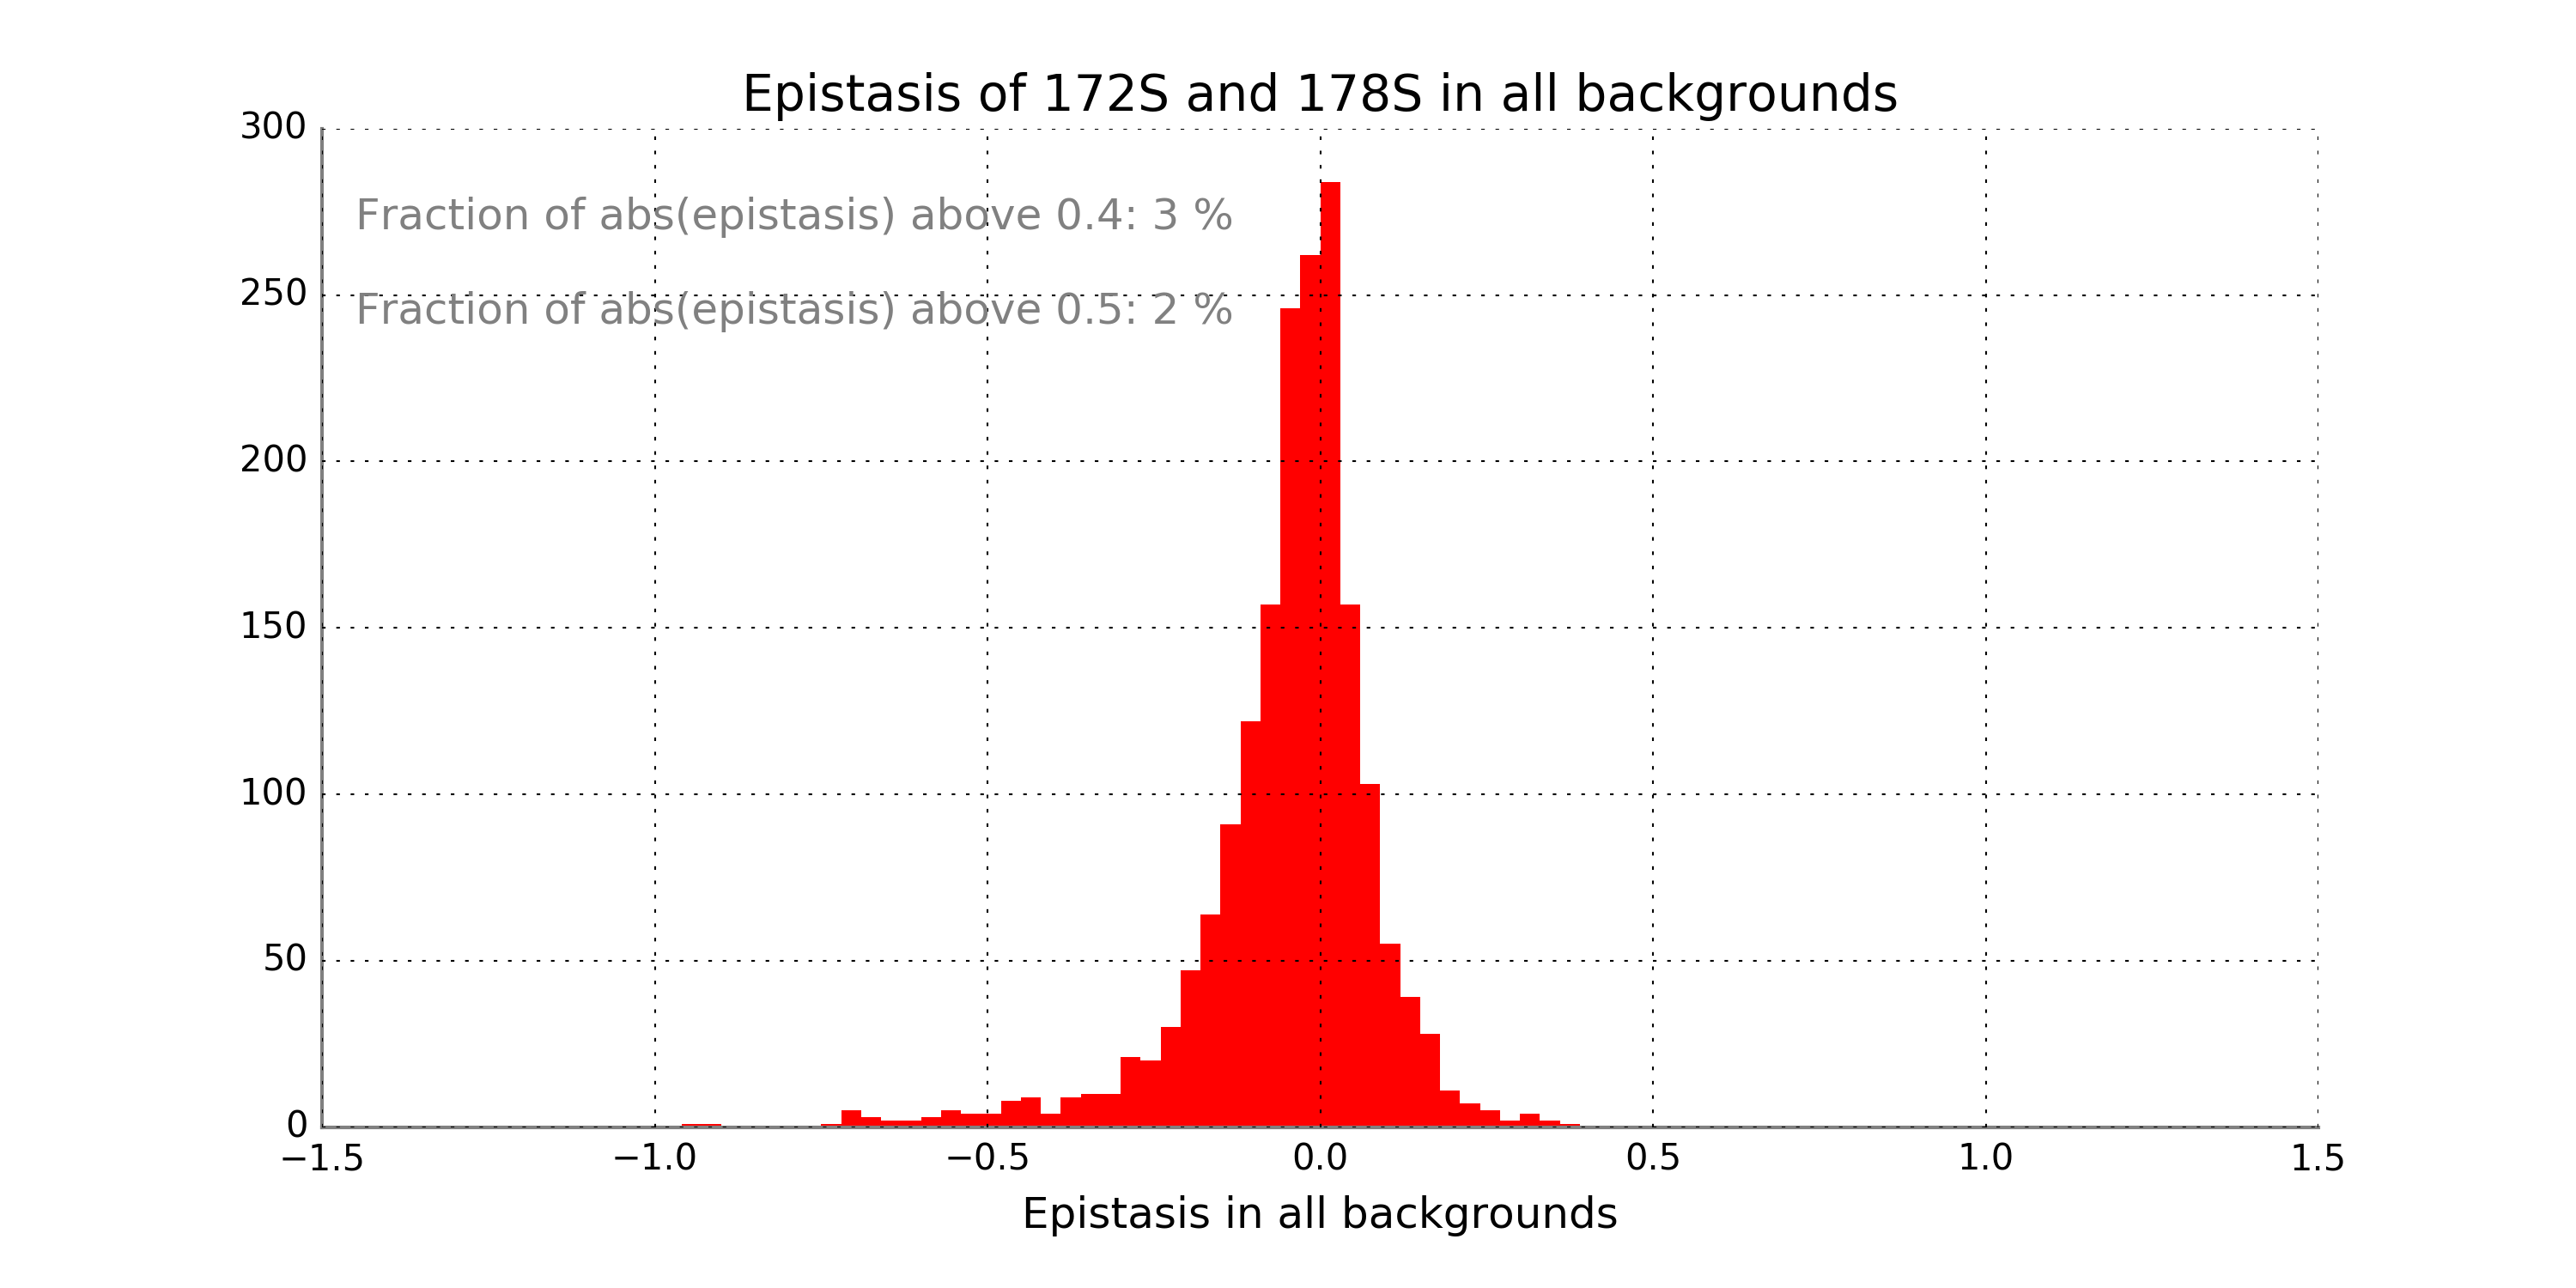 Epistasis of 172S and 178S in all backgrounds
300
Fraction of abs(epistasis) above 0.4: 3 %
250
Fraction of abs(epistasis) above 0.5: 2 %
200
150
100
50
0
−1.5 −1.0 −0.5 0.0 0.5 1.0 1.5
Epistasis in all backgrounds